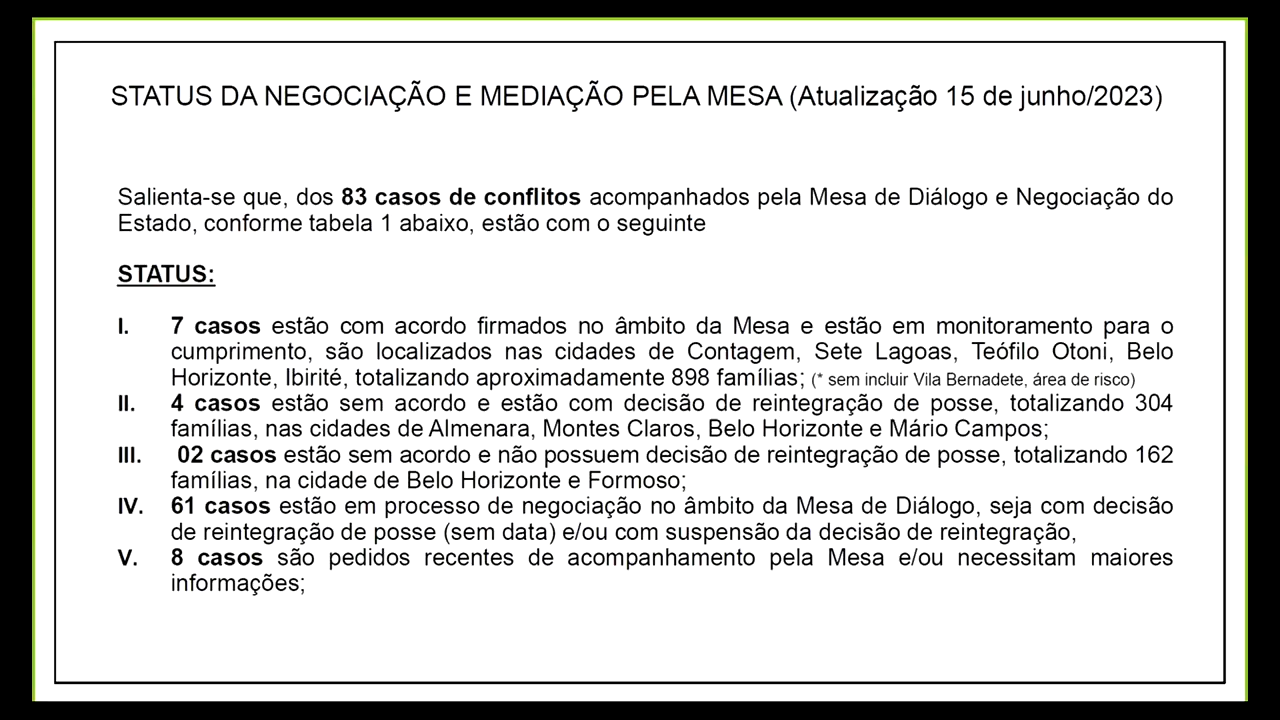 STATUS DA NEGOCIAÇÃO E MEDIAÇÃO PELA MESA (Atualização 15 de junho/2023)
Salienta-se que, dos 83 casos de conflitos acompanhados pela Mesa de Diálogo e Negociação do
Estado, conforme tabela 1 abaixo, estão com o seguinte
STATUS:
I. 7 casos estão com acordo firmados no âmbito da Mesa e estão em monitoramento para o
cumprimento, são localizados nas cidades de Contagem, Sete Lagoas, Teófilo Otoni, Belo
Horizonte, Ibirité, totalizando aproximadamente 898 famílias; (* sem incluir Vila Bernadete, área de risco)
II. 4 casos estão sem acordo e estão com decisão de reintegração de posse, totalizando 304
famílias, nas cidades de Almenara, Montes Claros, Belo Horizonte e Mário Campos;
III. 02 casos estão sem acordo e não possuem decisão de reintegração de posse, totalizando 162
famílias, na cidade de Belo Horizonte e Formoso;
IV. 61 casos estão em processo de negociação no âmbito da Mesa de Diálogo, seja com decisão
de reintegração de posse (sem data) e/ou com suspensão da decisão de reintegração,
V. 8 casos são pedidos recentes de acompanhamento pela Mesa e/ou necessitam maiores
informações;